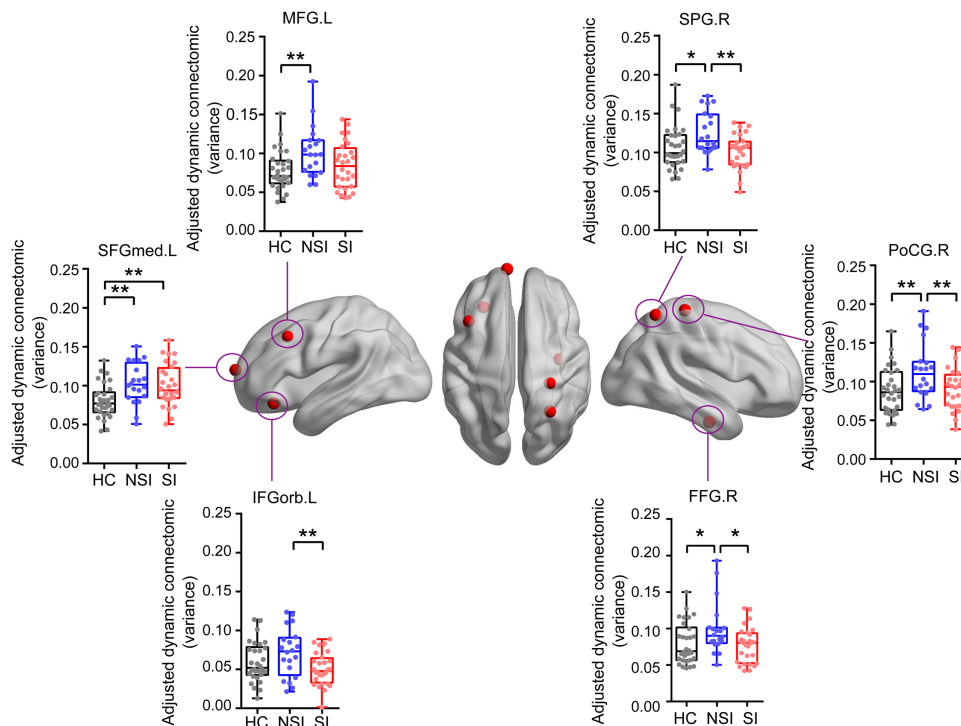 MFG.L
Adjusted dynamic connectomic
(variance)
0.25
0.20
0.15
0.10
0.05
0.00
**
HC NSI SI
SPG.R
Adjusted dynamic connectomic
(variance)
0.25
0.20
0.15
0.10
0.05
0.00
* **
HC NSI SI
SFGmed.L
Adjusted dynamic connectomic
(variance)
0.25
0.20
0.15
0.10
0.05
0.00
**
**
HC NSI SI
PoCG.R
Adjusted dynamic connectomic
(variance)
0.25
0.20
0.15
0.10
0.05
0.00
** **
HC NSI SI
IFGorb.L
Adjusted dynamic connectomic
(variance)
0.25
0.20
0.15
0.10
0.05
0.00
**
HC NSI SI
FFG.R
Adjusted dynamic connectomic
(variance)
0.25
0.20
0.15
0.10
0.05
0.00
* *
HC NSI SI